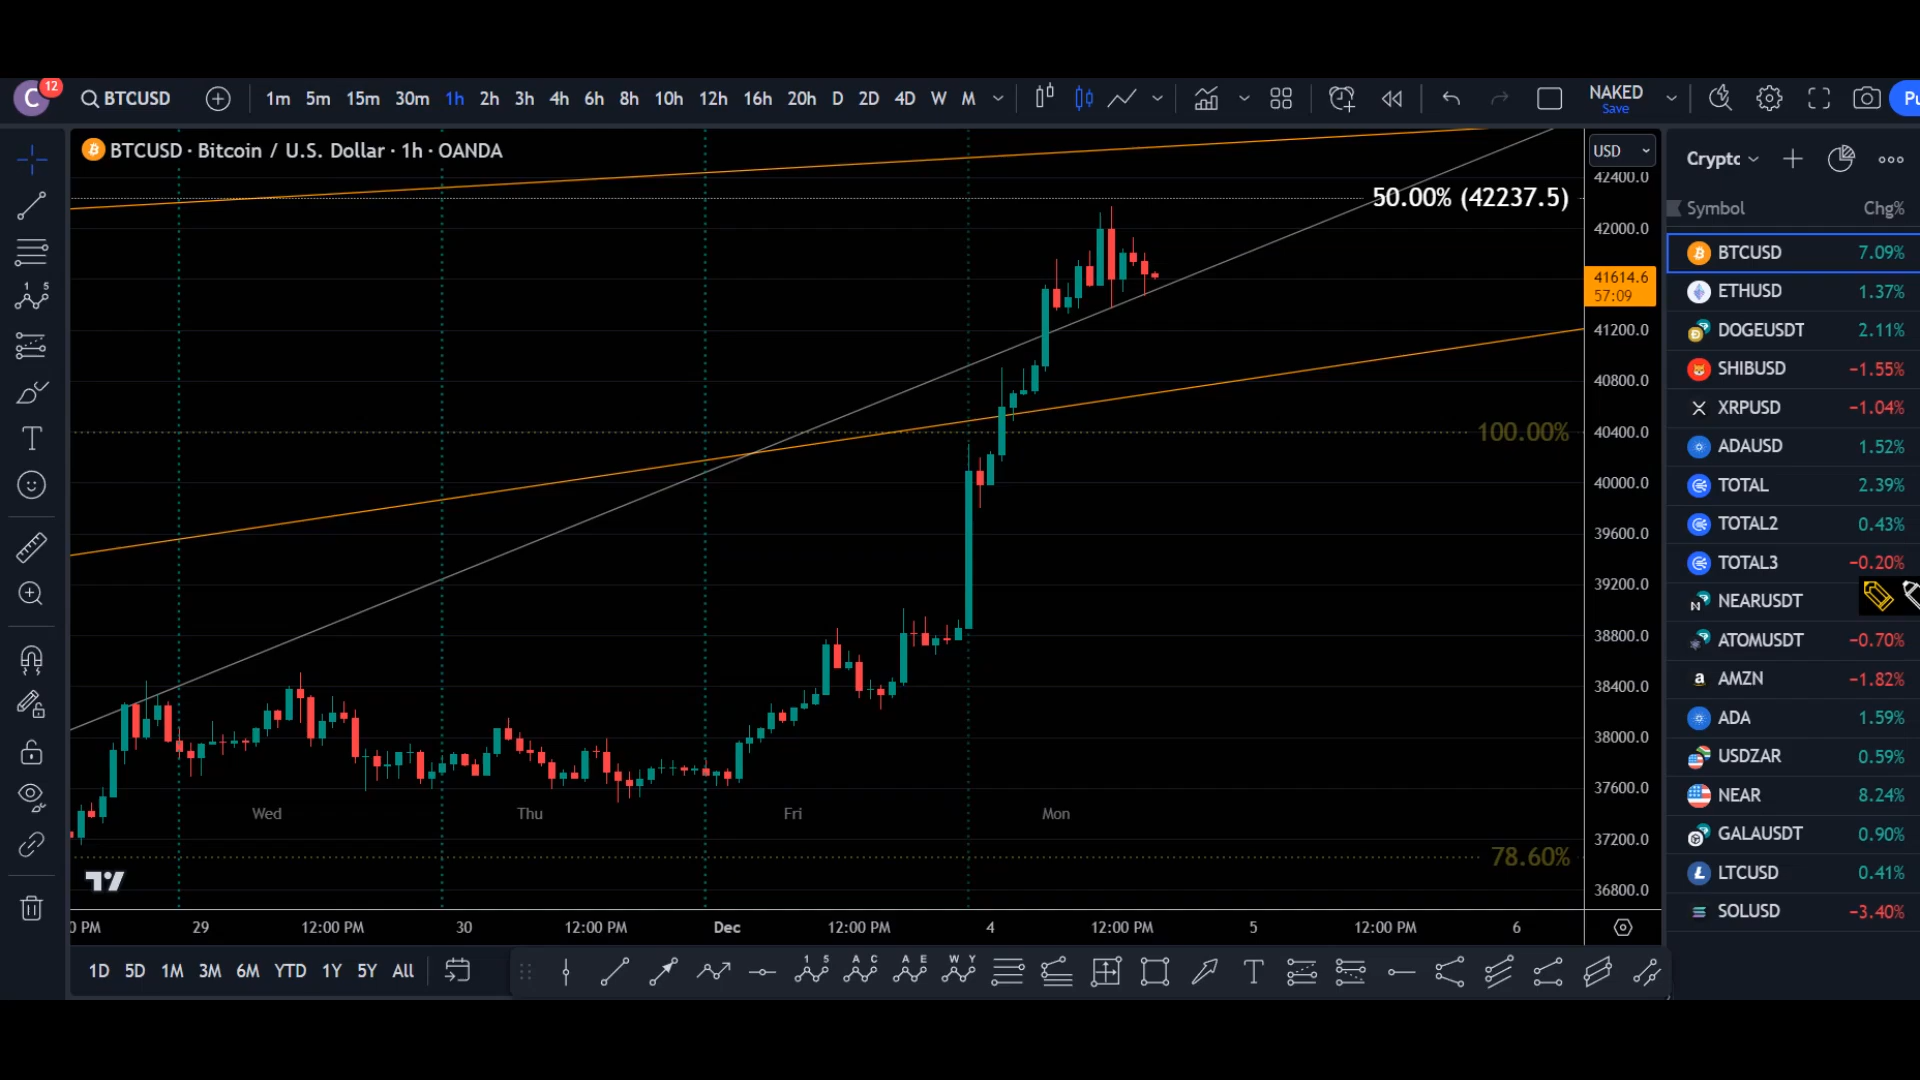 C 12 BTCUSD 1m 5m 15m 30m 1h 2h 3h 4h 6h 8h 10h 12h 16h 20h D 2D 4D W M NAKED Save Pu
BTCUSD · Bitcoin / U.S. Dollar · 1h · OANDA
USD
42400.0
50.00% (42237.5)
42000.0
41614.6
57:09
41200.0
40800.0
100.00%
40400.0
40000.0
39600.0
39200.0
38800.0
38400.0
38000.0
37600.0
Wed Thu Fri Mon
37200.0
78.60%
36800.0
0 PM 29 12:00 PM 30 12:00 PM Dec 12:00 PM 4 12:00 PM 5 12:00 PM 6
1D 5D 1M 3M 6M YTD 1Y 5Y All
Crypto
Symbol Chg%
BTCUSD 7.09%
ETHUSD 1.37%
DOGEUSDT 2.11%
SHIBUSD −1.55%
XRPUSD −1.04%
ADAUSD 1.52%
TOTAL 2.39%
TOTAL2 0.43%
TOTAL3 −0.20%
NEARUSDT
ATOMUSDT −0.70%
AMZN −1.82%
ADA 1.59%
USDZAR 0.59%
NEAR 8.24%
GALAUSDT 0.90%
LTCUSD 0.41%
SOLUSD −3.40%